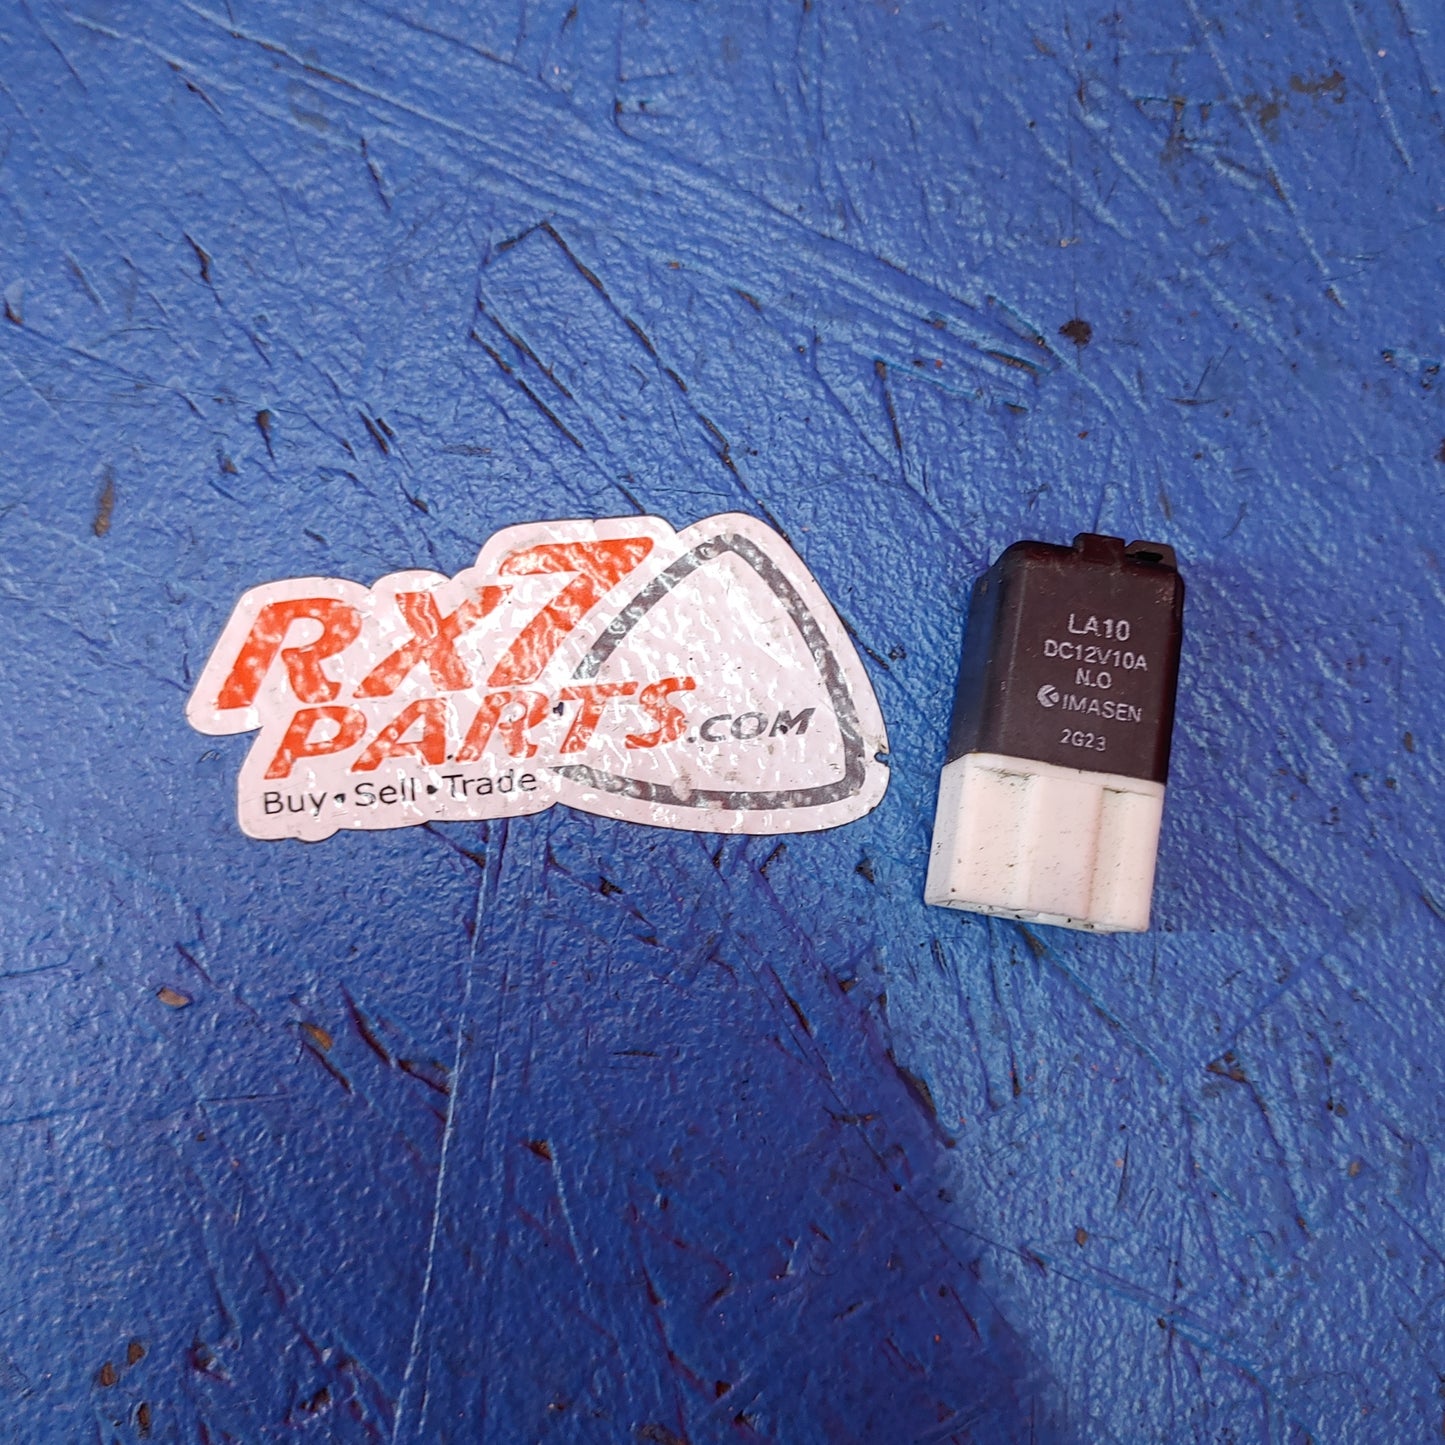 RX7
PARTS.COM
Buy • Sell • Trade
LA10
DC12V10A
N.O
IMASEN
2G23